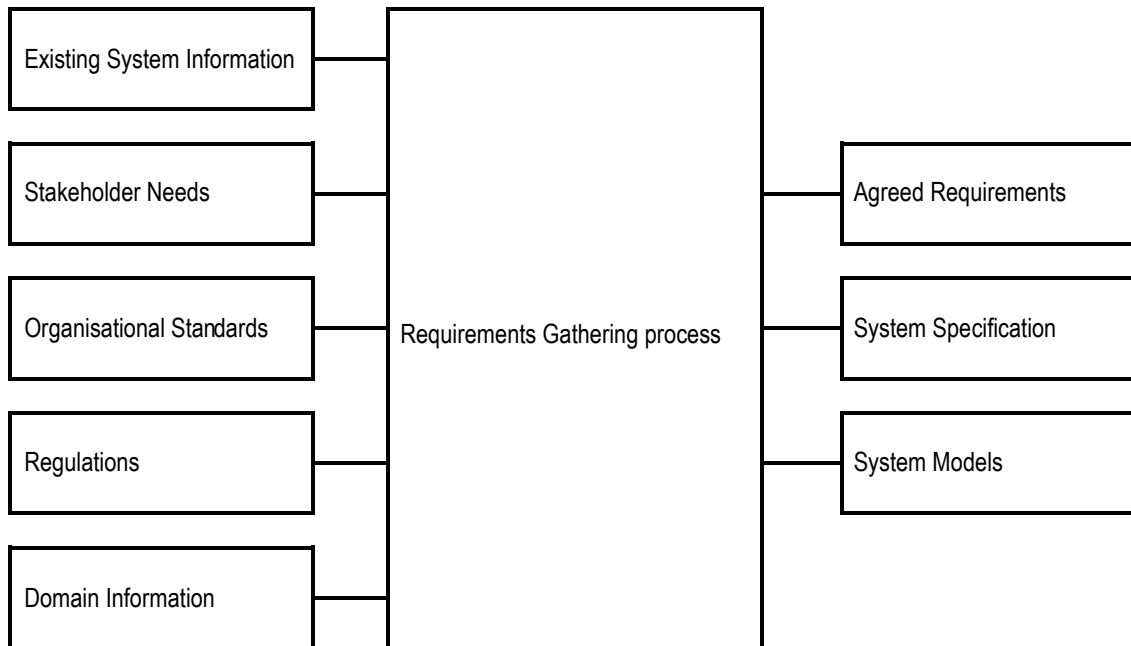 Existing System Information
Stakeholder Needs
Organisational Standards
Regulations
Domain Information
Requirements Gathering process
Agreed Requirements
System Specification
System Models